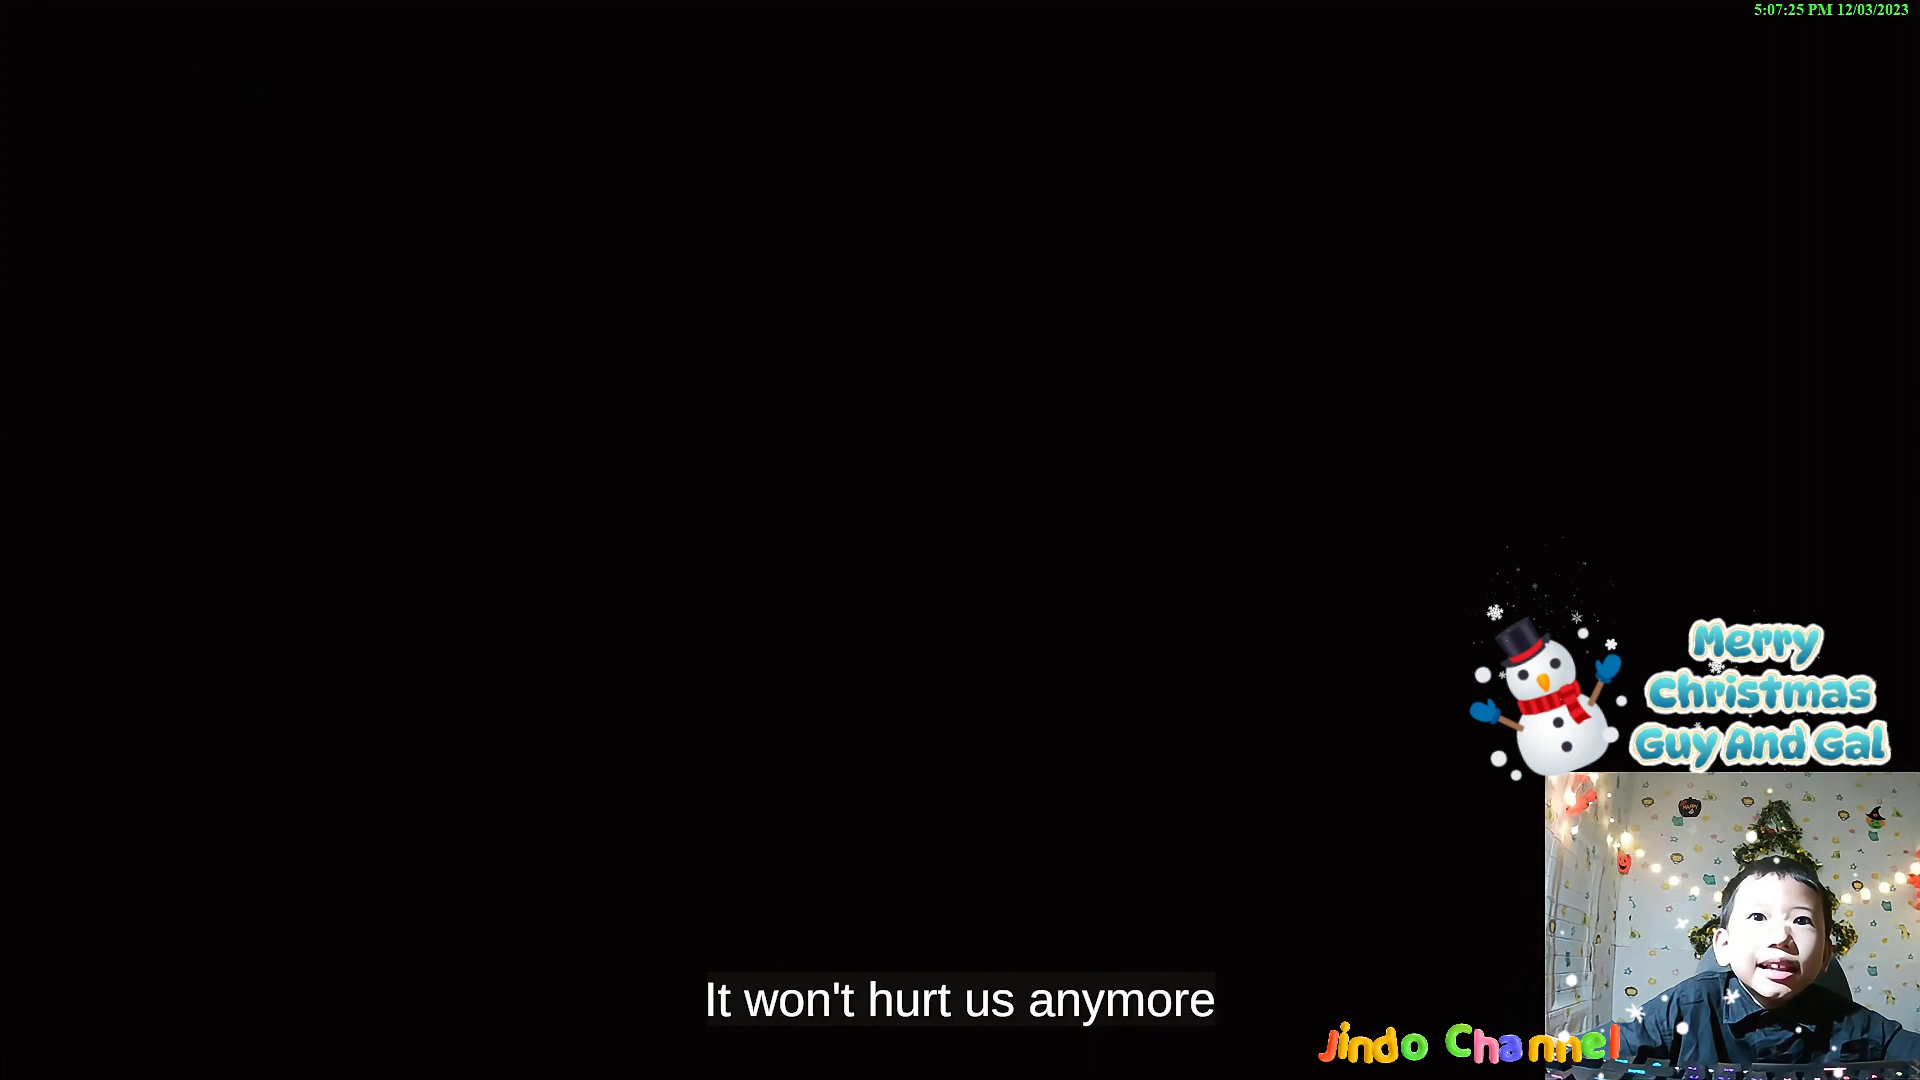 5:07:25 PM 12/03/2023
Merry
Christmas
Guy And Gal
It won't hurt us anymore
Jindo Channel